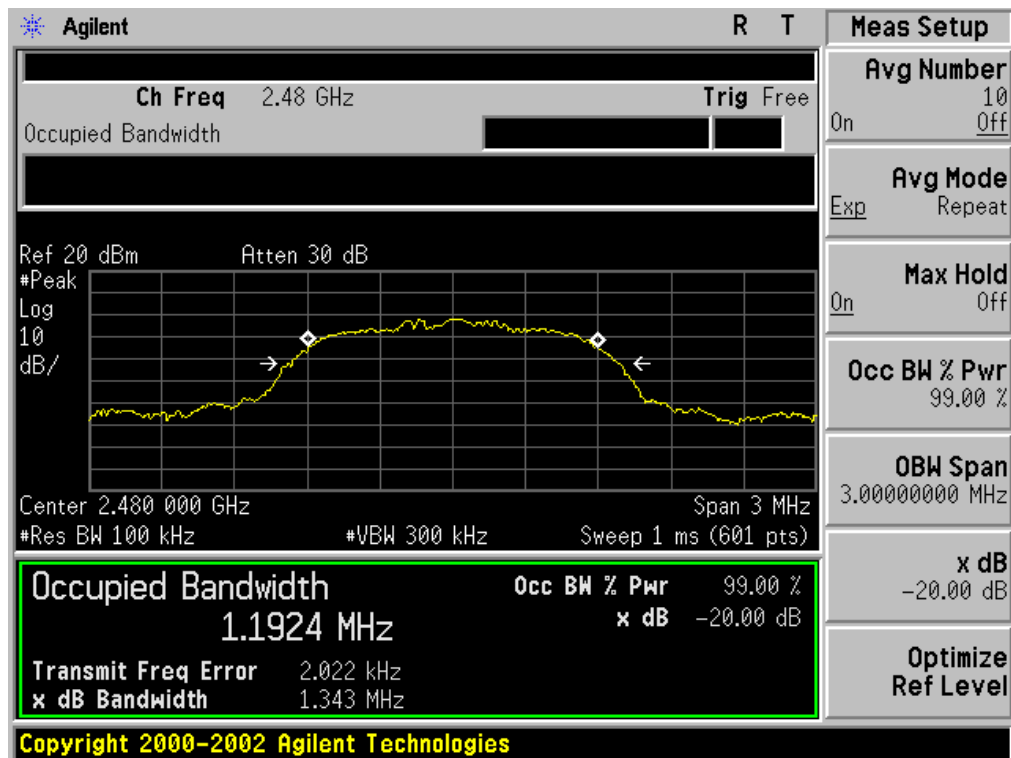 Agilent R T
Ch Freq 2.48 GHz Trig Free
Occupied Bandwidth
Ref 20 dBm Atten 30 dB
#Peak
Log
10
dB/
Center 2.480 000 GHz Span 3 MHz
#Res BW 100 kHz #VBW 300 kHz Sweep 1 ms (601 pts)
Occupied Bandwidth Occ BW % Pwr 99.00 %
1.1924 MHz x dB -20.00 dB
Transmit Freq Error 2.022 kHz
x dB Bandwidth 1.343 MHz
Copyright 2000-2002 Agilent Technologies
Meas Setup
Avg Number
10
On Off
Avg Mode
Exp Repeat
Max Hold
On Off
Occ BW % Pwr
99.00 %
OBW Span
3.00000000 MHz
x dB
-20.00 dB
Optimize
Ref Level